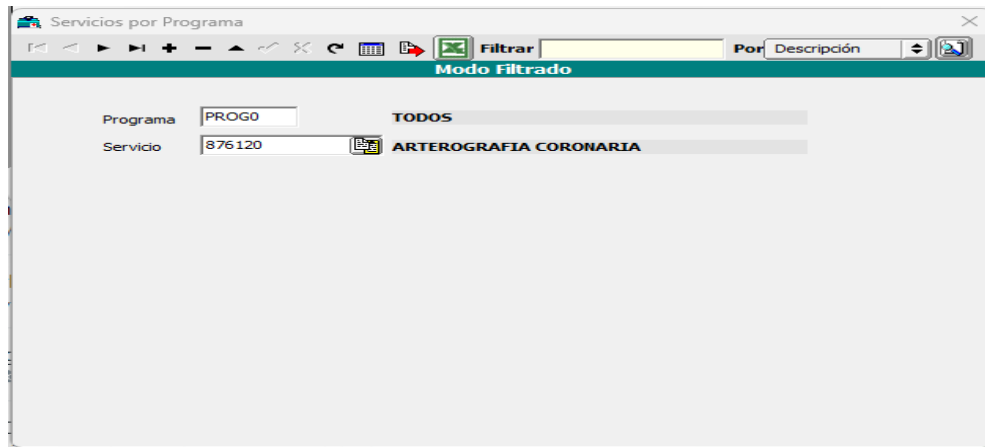 Servicios por Programa
Filtrar Por Descripción
Modo Filtrado
Programa PROG0 TODOS
Servicio 876120 ARTEROGRAFIA CORONARIA